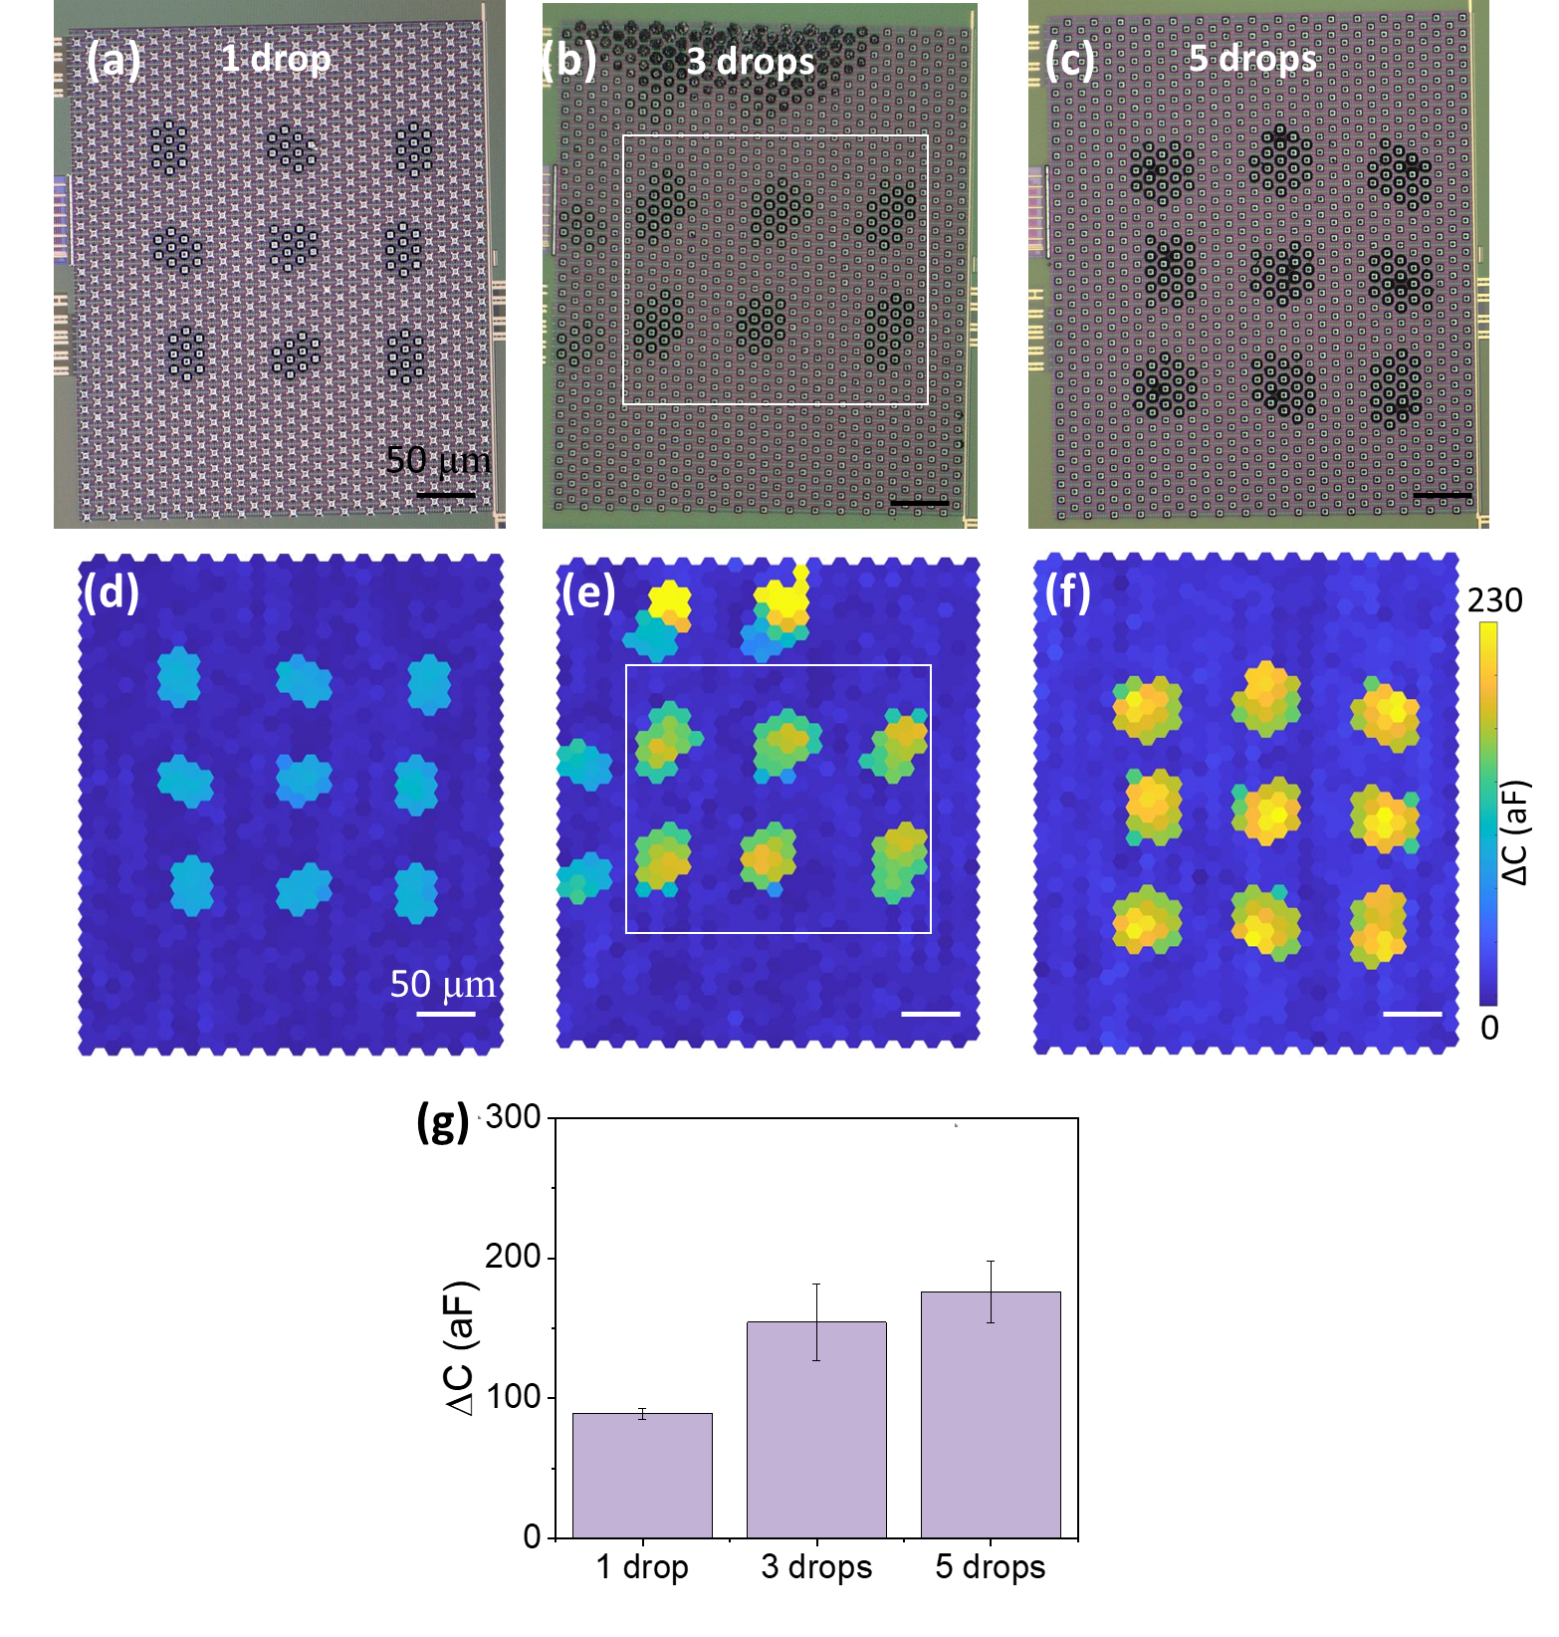 (a) 1 drop
50 μm
(b) 3 drops
(c) 5 drops
(d)
50 μm
(e)
(f)
230
ΔC (aF)
0
(g)
300
200
100
0
ΔC (aF)
1 drop 3 drops 5 drops